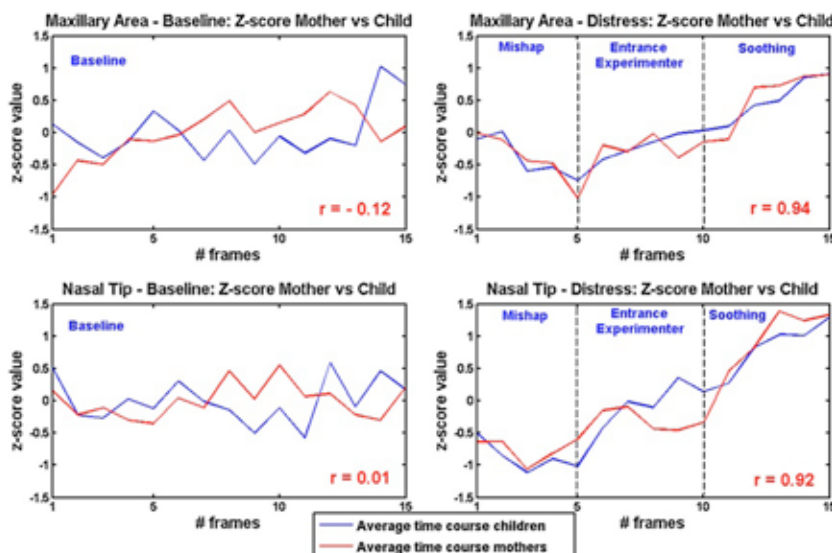 Maxillary Area - Baseline: Z-score Mother vs Child
1.5
1
0.5
0
-0.5
-1
-1.5
z-score value
Baseline
r = - 0.12
1
5
10
15
# frames
Maxillary Area - Distress: Z-score Mother vs Child
1.5
1
0.5
0
-0.5
-1
-1.5
z-score value
Mishap
Entrance
Experimenter
Soothing
r = 0.94
1
5
10
15
# frames
Nasal Tip - Baseline: Z-score Mother vs Child
1.5
1
0.5
0
-0.5
-1
-1.5
z-score value
Baseline
r = 0.01
1
5
10
15
# frames
Nasal Tip - Distress: Z-score Mother vs Child
1.5
1
0.5
0
-0.5
-1
-1.5
z-score value
Mishap
Entrance
Experimenter
Soothing
r = 0.92
1
5
10
15
# frames
Average time course children
Average time course mothers